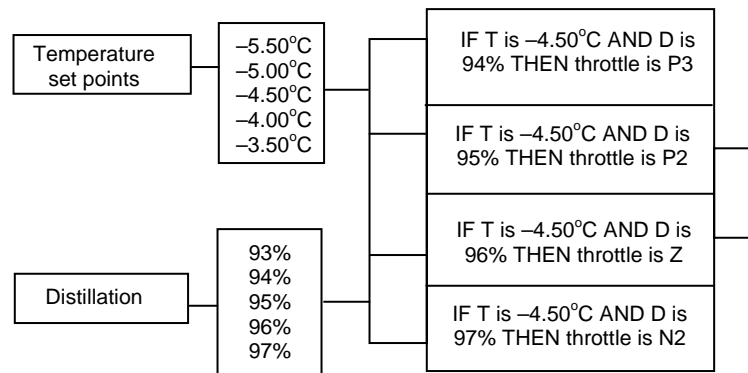 Temperature
set points
–5.50°C
–5.00°C
–4.50°C
–4.00°C
–3.50°C
IF T is –4.50°C AND D is
94% THEN throttle is P3
IF T is –4.50°C AND D is
95% THEN throttle is P2
IF T is –4.50°C AND D is
96% THEN throttle is Z
IF T is –4.50°C AND D is
97% THEN throttle is N2
Distillation
93%
94%
95%
96%
97%